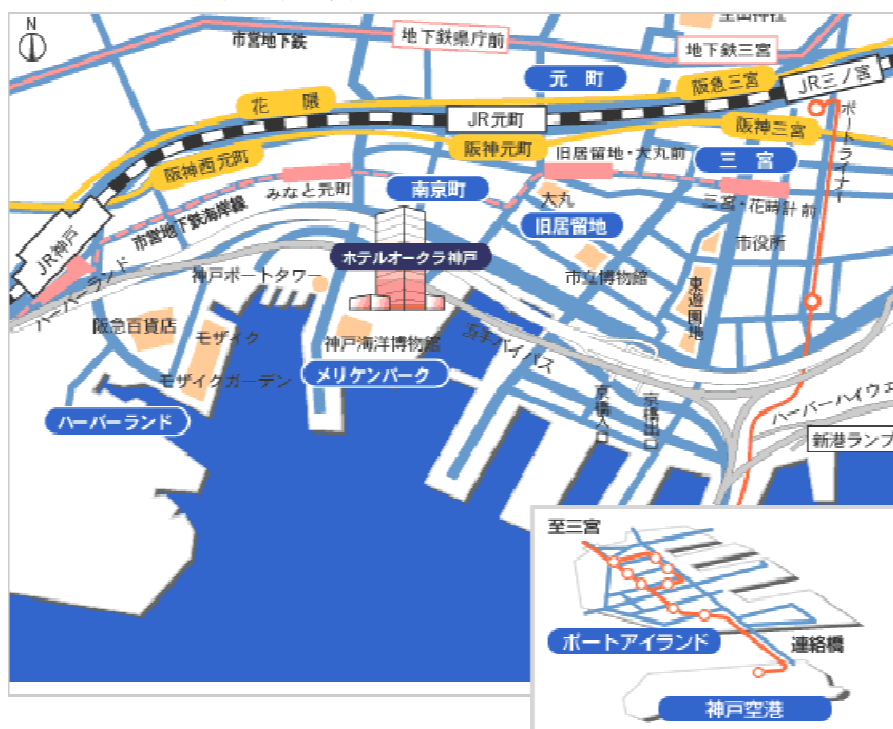 N
市営地下鉄
地下鉄県庁前
地下鉄三宮
元町
阪急三宮
JR三ノ宮
花隈
JR元町
阪神三宮
ポートライナー
阪神西元町
阪神元町
旧居留地・大丸前
三宮
みなと元町
南京町
大丸
三宮・花時計前
旧居留地
市営地下鉄海岸線
JR神戸
ホテルオークラ神戸
市役所
神戸ポートタワー
市立博物館
ハーバーランド
東遊園地
阪急百貨店
モザイク
神戸海洋博物館
浜手バイパス
モザイクガーデン
メリケンパーク
ハーバーランド
京橋入口
京橋出口
ハーバーハイウェ
新港ランプ
至三宮
ポートアイランド
連絡橋
神戸空港